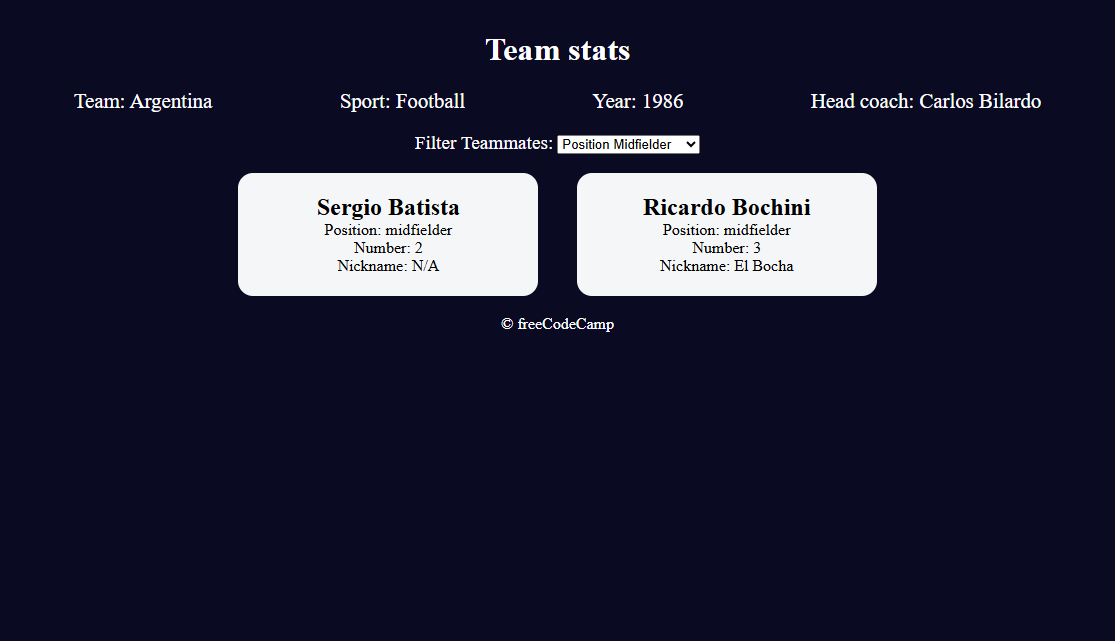 Team stats
Team: Argentina Sport: Football Year: 1986 Head coach: Carlos Bilardo
Filter Teammates: Position Midfielder
Sergio Batista
Position: midfielder
Number: 2
Nickname: N/A
Ricardo Bochini
Position: midfielder
Number: 3
Nickname: El Bocha
© freeCodeCamp